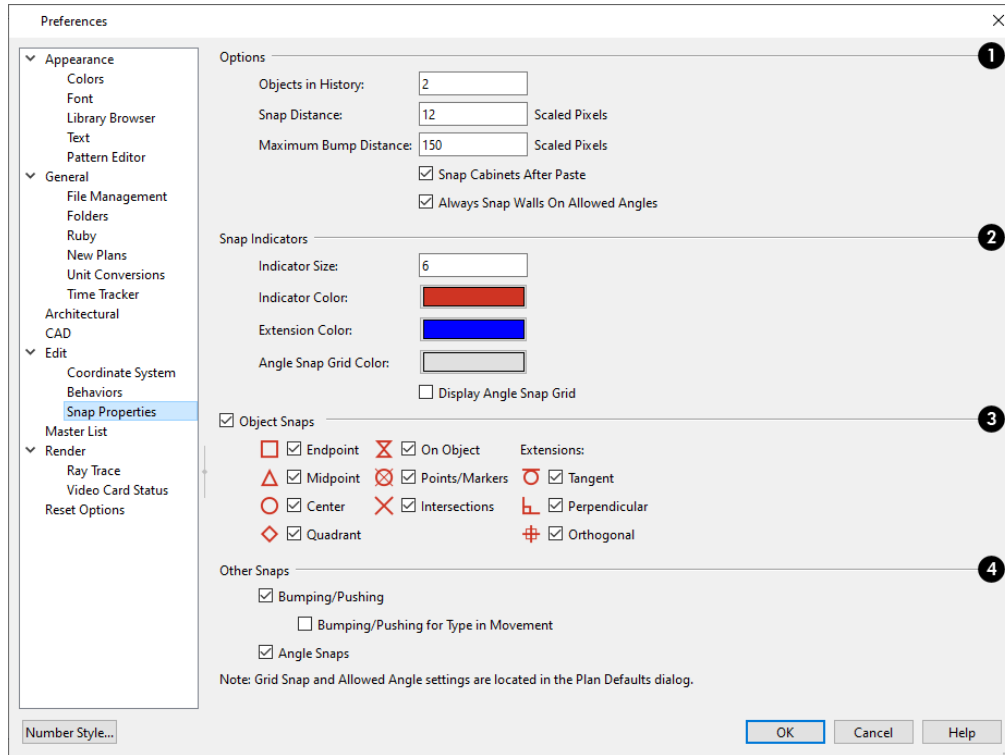 Preferences
Appearance
Colors
Font
Library Browser
Text
Pattern Editor
General
File Management
Folders
Ruby
New Plans
Unit Conversions
Time Tracker
Architectural
CAD
Edit
Coordinate System
Behaviors
Snap Properties
Master List
Render
Ray Trace
Video Card Status
Reset Options
Options 1
Objects in History: 2
Snap Distance: 12 Scaled Pixels
Maximum Bump Distance: 150 Scaled Pixels
Snap Cabinets After Paste
Always Snap Walls On Allowed Angles
Snap Indicators 2
Indicator Size: 6
Indicator Color:
Extension Color:
Angle Snap Grid Color:
Display Angle Snap Grid
Object Snaps 3
Endpoint On Object Extensions:
Midpoint Points/Markers Tangent
Center Intersections Perpendicular
Quadrant Orthogonal
Other Snaps 4
Bumping/Pushing
Bumping/Pushing for Type in Movement
Angle Snaps
Note: Grid Snap and Allowed Angle settings are located in the Plan Defaults dialog.
Number Style... OK Cancel Help